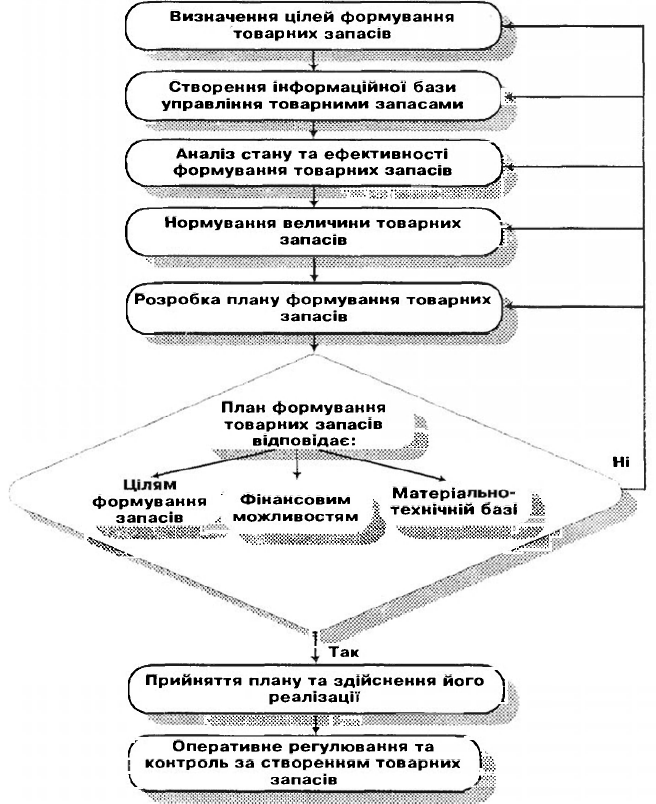 Визначення цілей формування
товарних запасів
Створення інформаційної бази
управління товарними запасами
Аналіз стану та ефективності
формування товарних запасів
Нормування величини товарних
запасів
Розробка плану формування товарних
запасів
План формування
товарних запасів
відповідає:
Цілям
формування
запасів
Фінансовим
можливостям
Матеріально-
технічній базі
Ні
Так
Прийняття плану та здійснення його
реалізації
Оперативне регулювання та
контроль за створенням товарних
запасів